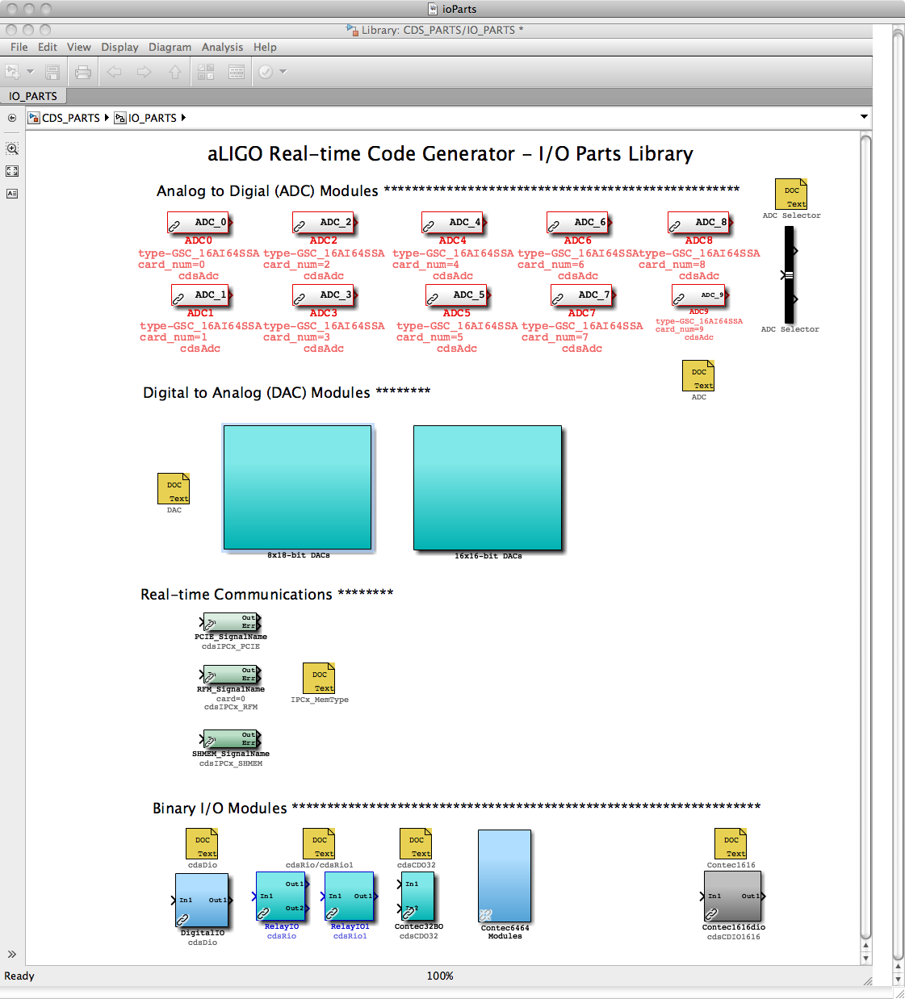 ioParts
Library: CDS_PARTS/IO_PARTS *
File Edit View Display Diagram Analysis Help
IO_PARTS
CDS_PARTS IO_PARTS
aLIGO Real-time Code Generator - I/O Parts Library
Analog to Digial (ADC) Modules ***************************************************
DOC
Text
ADC Selector
ADC_0 ADC_2 ADC_4 ADC_6 ADC_8
ADC0 ADC2 ADC4 ADC6 ADC8
type-GSC_16AI64SSA type-GSC_16AI64SSA type-GSC_16AI64SSA type-GSC_16AI64SSA type-GSC_16AI64SSA
card_num=0 card_num=2 card_num=4 card_num=6 card_num=8
cdsAdc cdsAdc cdsAdc cdsAdc cdsAdc
ADC_1 ADC_3 ADC_5 ADC_7 ADC_9
ADC1 ADC3 ADC5 ADC7 ADC9
type-GSC_16AI64SSA type-GSC_16AI64SSA type-GSC_16AI64SSA type-GSC_16AI64SSA type-GSC_16AI64SSA
card_num=1 card_num=3 card_num=5 card_num=7 card_num=9
cdsAdc cdsAdc cdsAdc cdsAdc cdsAdc
ADC Selector
DOC
Text
ADC
Digital to Analog (DAC) Modules ********
DOC
Text
DAC
8x18-bit DACs 16x16-bit DACs
Real-time Communications ********
Out
Err
PCIE_SignalName
cdsIPCx_PCIE
Out
Err
RFM_SignalName
card=0
cdsIPCx_RFM
DOC
Text
IPCx_MemType
Out
Err
SHMEM_SignalName
cdsIPCx_SHMEM
Binary I/O Modules *******************************************************************
DOC DOC DOC DOC
Text Text Text Text
cdsDio cdsRio/cdsRio1 cdsCDO32 Contec1616
In1 Out1
DigitalIO
cdsDio
In1 Out1
Out2
RelayIO
cdsRio
In1 Out1
RelayIO1
cdsRio1
In1
In2
Contec32BO
cdsCDO32
Contec6464
Modules
In1 Out1
Contec1616dio
cdsCDIO1616
Ready 100%